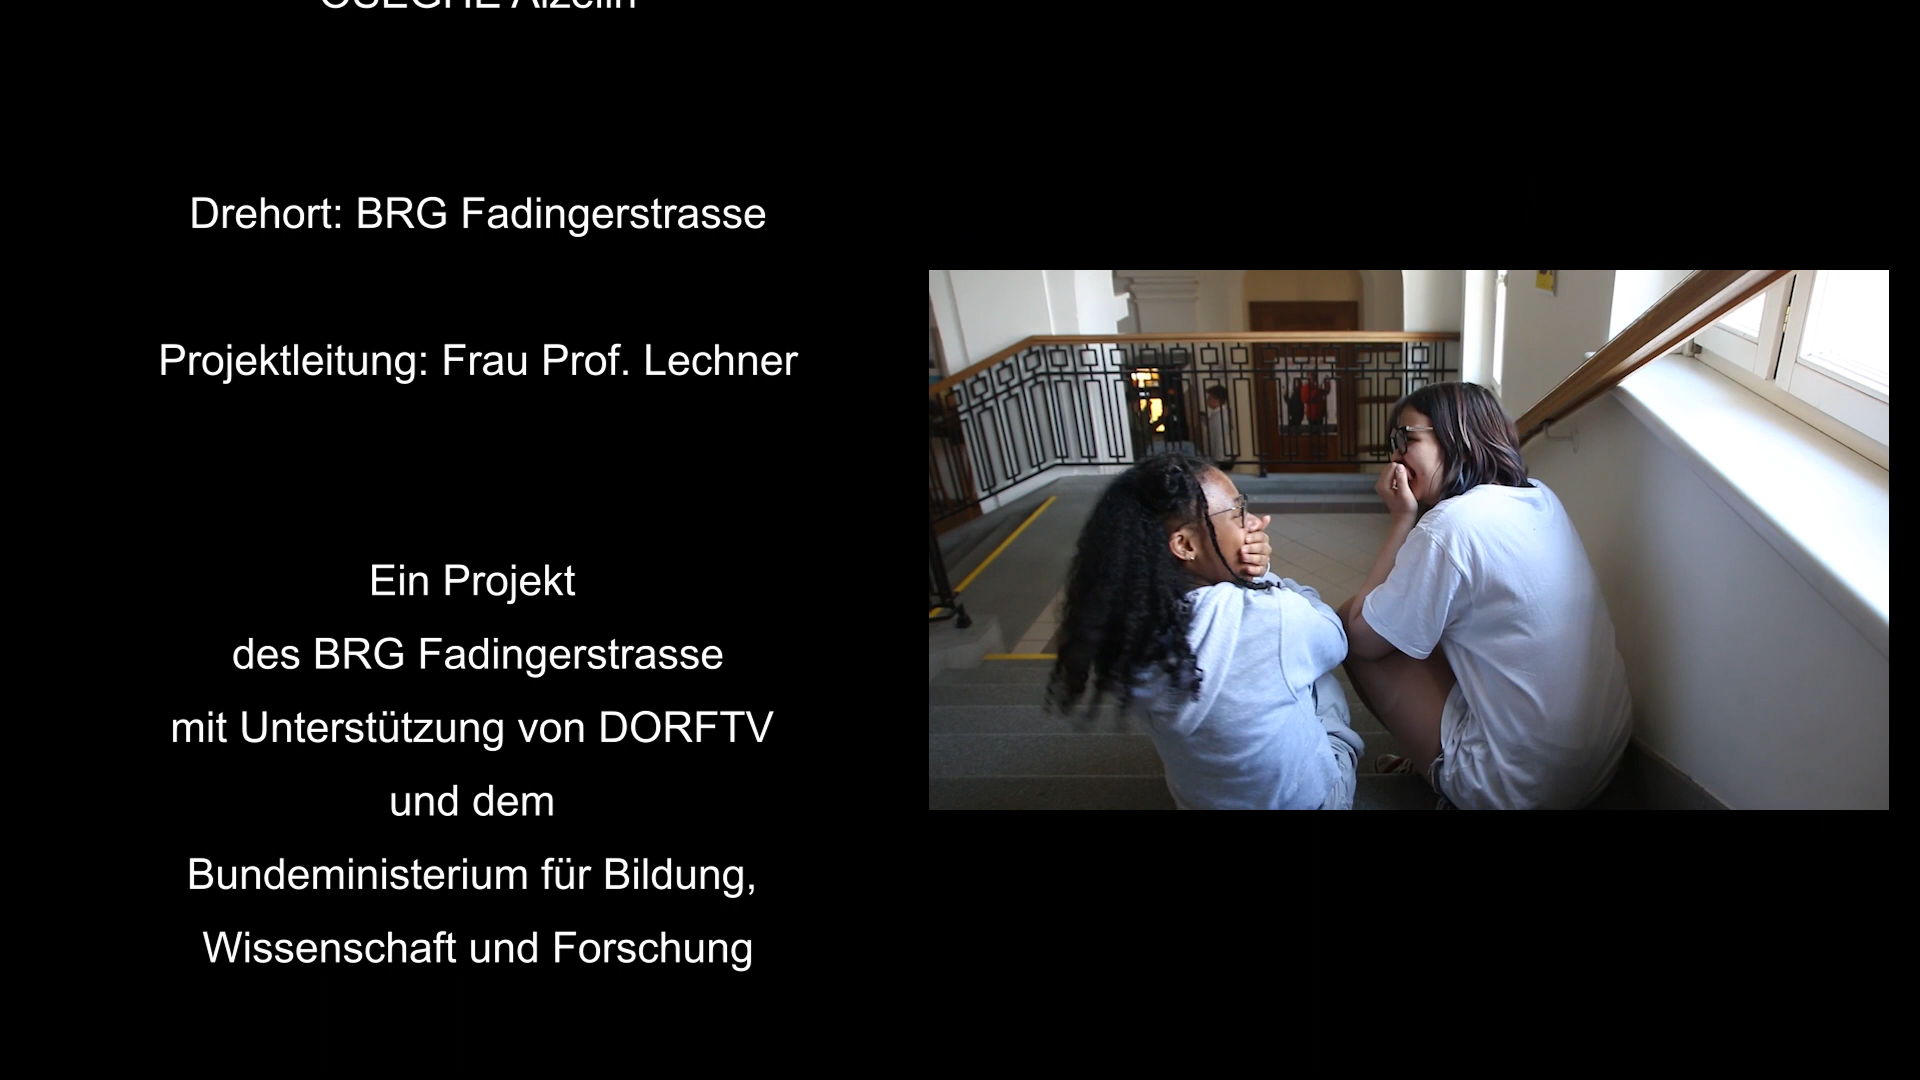 Drehort: BRG Fadingerstrasse
Projektleitung: Frau Prof. Lechner
Ein Projekt
des BRG Fadingerstrasse
mit Unterstützung von DORFTV
und dem
Bundeministerium für Bildung,
Wissenschaft und Forschung